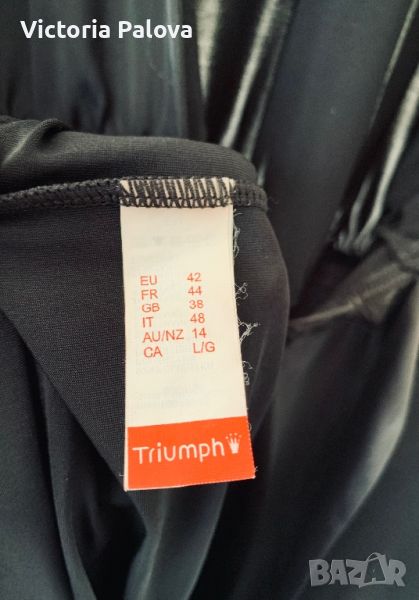 Victoria Palova
EU 42
FR 44
GB 38
IT 48
AU/NZ 14
CA L/G
Triumph
BAZAR